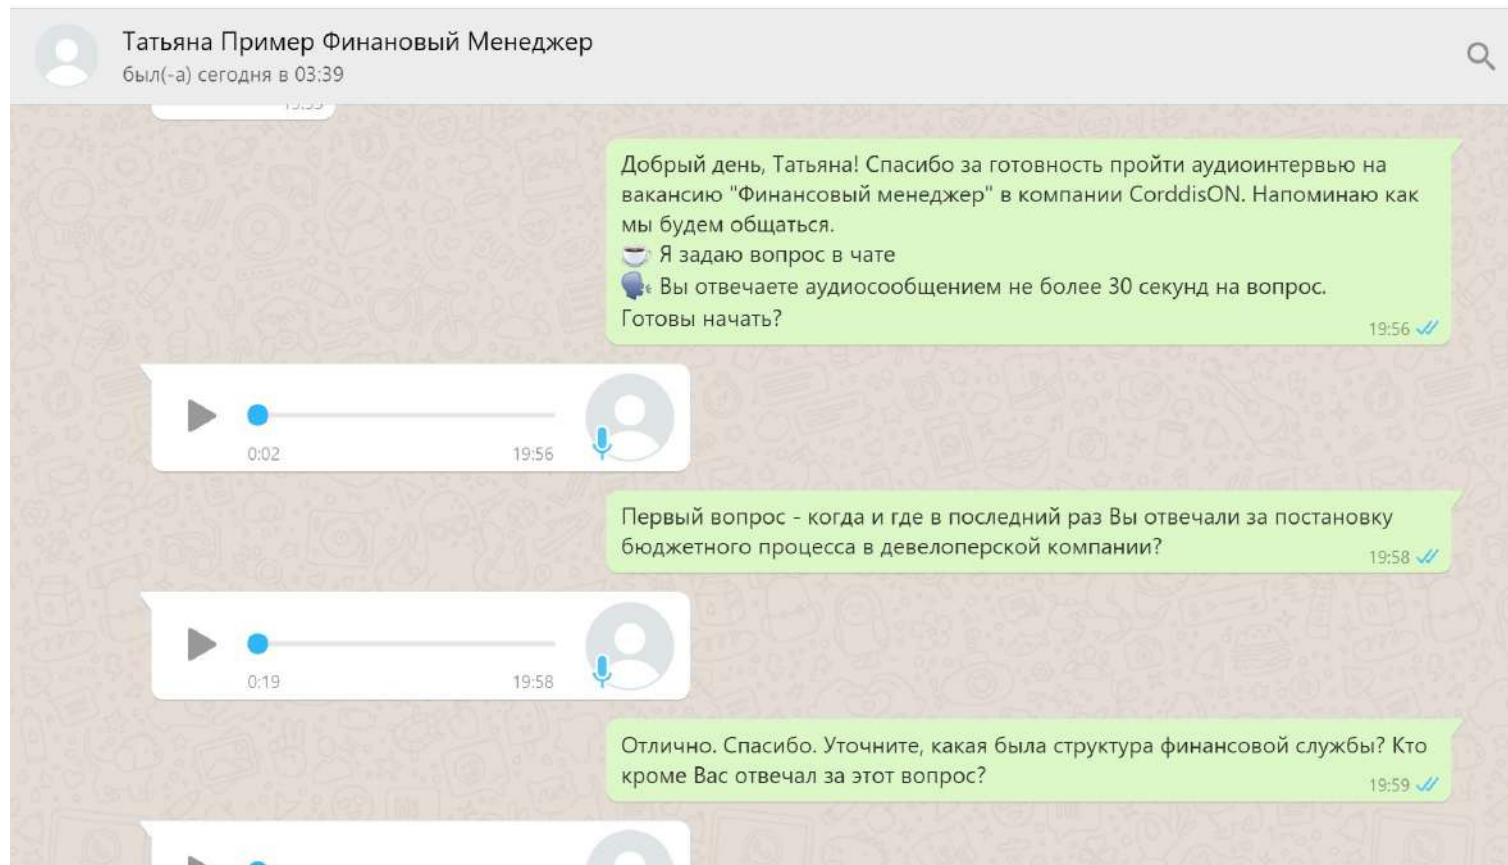 Татьяна Пример Финановый Менеджер
был(-а) сегодня в 03:39
Добрый день, Татьяна! Спасибо за готовность пройти аудиоинтервью на
вакансию "Финансовый менеджер" в компании CorddisON. Напоминаю как
мы будем общаться.
☕ Я задаю вопрос в чате
🗣 Вы отвечаете аудиосообщением не более 30 секунд на вопрос.
Готовы начать?
19:56
0:02 19:56
Первый вопрос - когда и где в последний раз Вы отвечали за постановку
бюджетного процесса в девелоперской компании?
19:58
0:19 19:58
Отлично. Спасибо. Уточните, какая была структура финансовой службы? Кто
кроме Вас отвечал за этот вопрос?
19:59